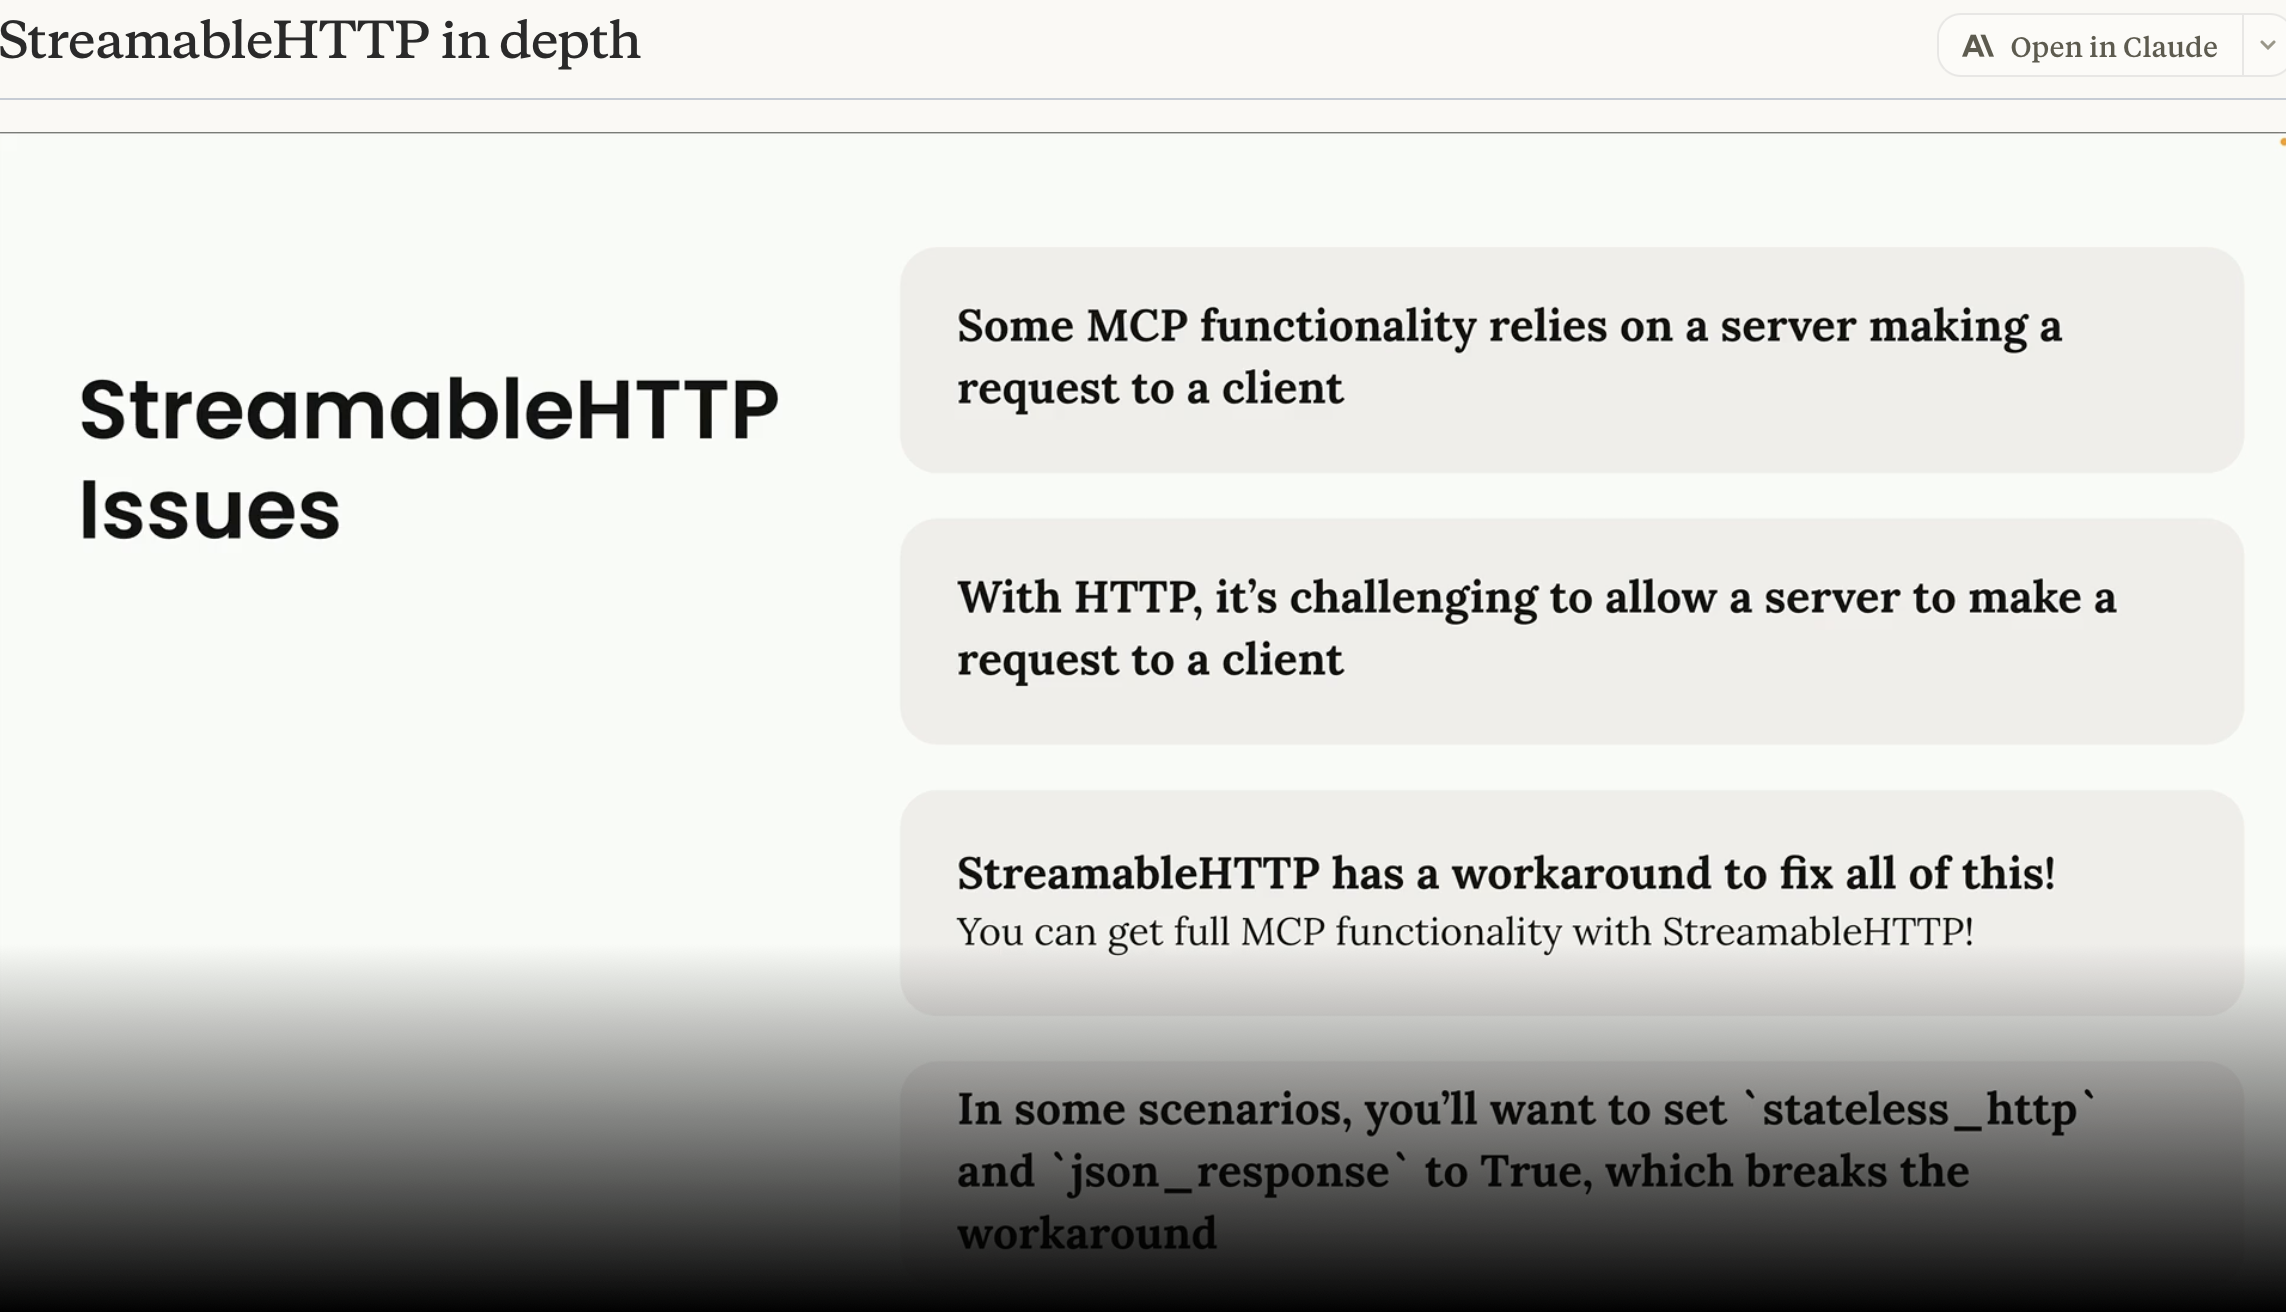 StreamableHTTP in depth
Open in Claude
StreamableHTTP
Issues
Some MCP functionality relies on a server making a
request to a client
With HTTP, it’s challenging to allow a server to make a
request to a client
StreamableHTTP has a workaround to fix all of this!
You can get full MCP functionality with StreamableHTTP!
In some scenarios, you’ll want to set `stateless_http`
and `json_response` to True, which breaks the
workaround